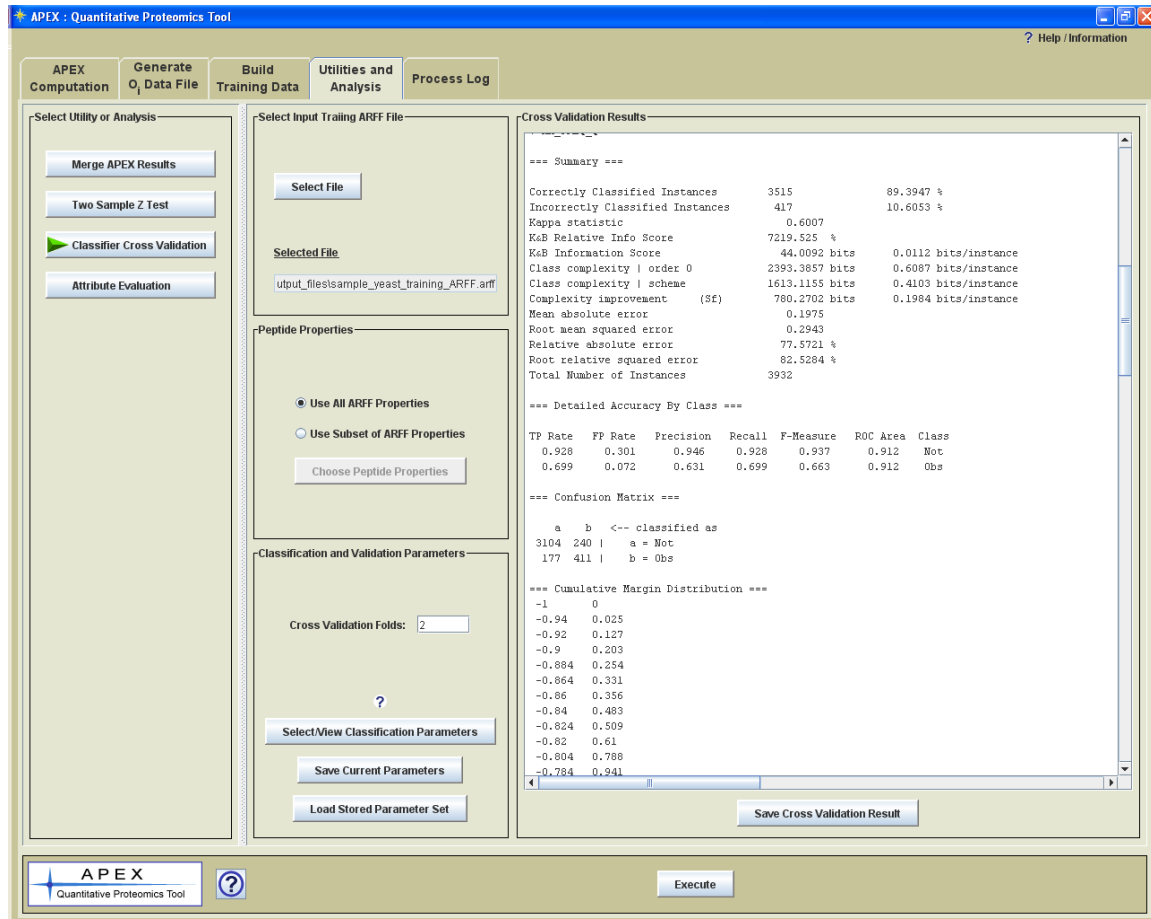 APEX : Quantitative Proteomics Tool
? Help / Information
APEX Computation
Generate Oi Data File
Build Training Data
Utilities and Analysis
Process Log
Select Utility or Analysis
Merge APEX Results
Two Sample Z Test
Classifier Cross Validation
Attribute Evaluation
Select Input Traiing ARFF File
Select File
Selected File
utput_files\sample_yeast_training_ARFF.arff
Peptide Properties
Use All ARFF Properties
Use Subset of ARFF Properties
Choose Peptide Properties
Classification and Validation Parameters
Cross Validation Folds: 2
?
Select/View Classification Parameters
Save Current Parameters
Load Stored Parameter Set
Cross Validation Results
=== Summary ===
Correctly Classified Instances 3515 89.3947 %
Incorrectly Classified Instances 417 10.6053 %
Kappa statistic 0.6007
K&B Relative Info Score 7219.525 %
K&B Information Score 44.0092 bits 0.0112 bits/instance
Class complexity | order 0 2393.3857 bits 0.6087 bits/instance
Class complexity | scheme 1613.1155 bits 0.4103 bits/instance
Complexity improvement (Sf) 780.2702 bits 0.1984 bits/instance
Mean absolute error 0.1975
Root mean squared error 0.2943
Relative absolute error 77.5721 %
Root relative squared error 82.5284 %
Total Number of Instances 3932
=== Detailed Accuracy By Class ===
TP Rate FP Rate Precision Recall F-Measure ROC Area Class
0.928 0.301 0.946 0.928 0.937 0.912 Not
0.699 0.072 0.631 0.699 0.663 0.912 Obs
=== Confusion Matrix ===
a b <-- classified as
3104 240 | a = Not
177 411 | b = Obs
=== Cumulative Margin Distribution ===
-1 0
-0.94 0.025
-0.92 0.127
-0.9 0.203
-0.884 0.254
-0.864 0.331
-0.86 0.356
-0.84 0.483
-0.824 0.509
-0.82 0.61
-0.804 0.788
-0.784 0.941
Save Cross Validation Result
APEX
Quantitative Proteomics Tool
?
Execute